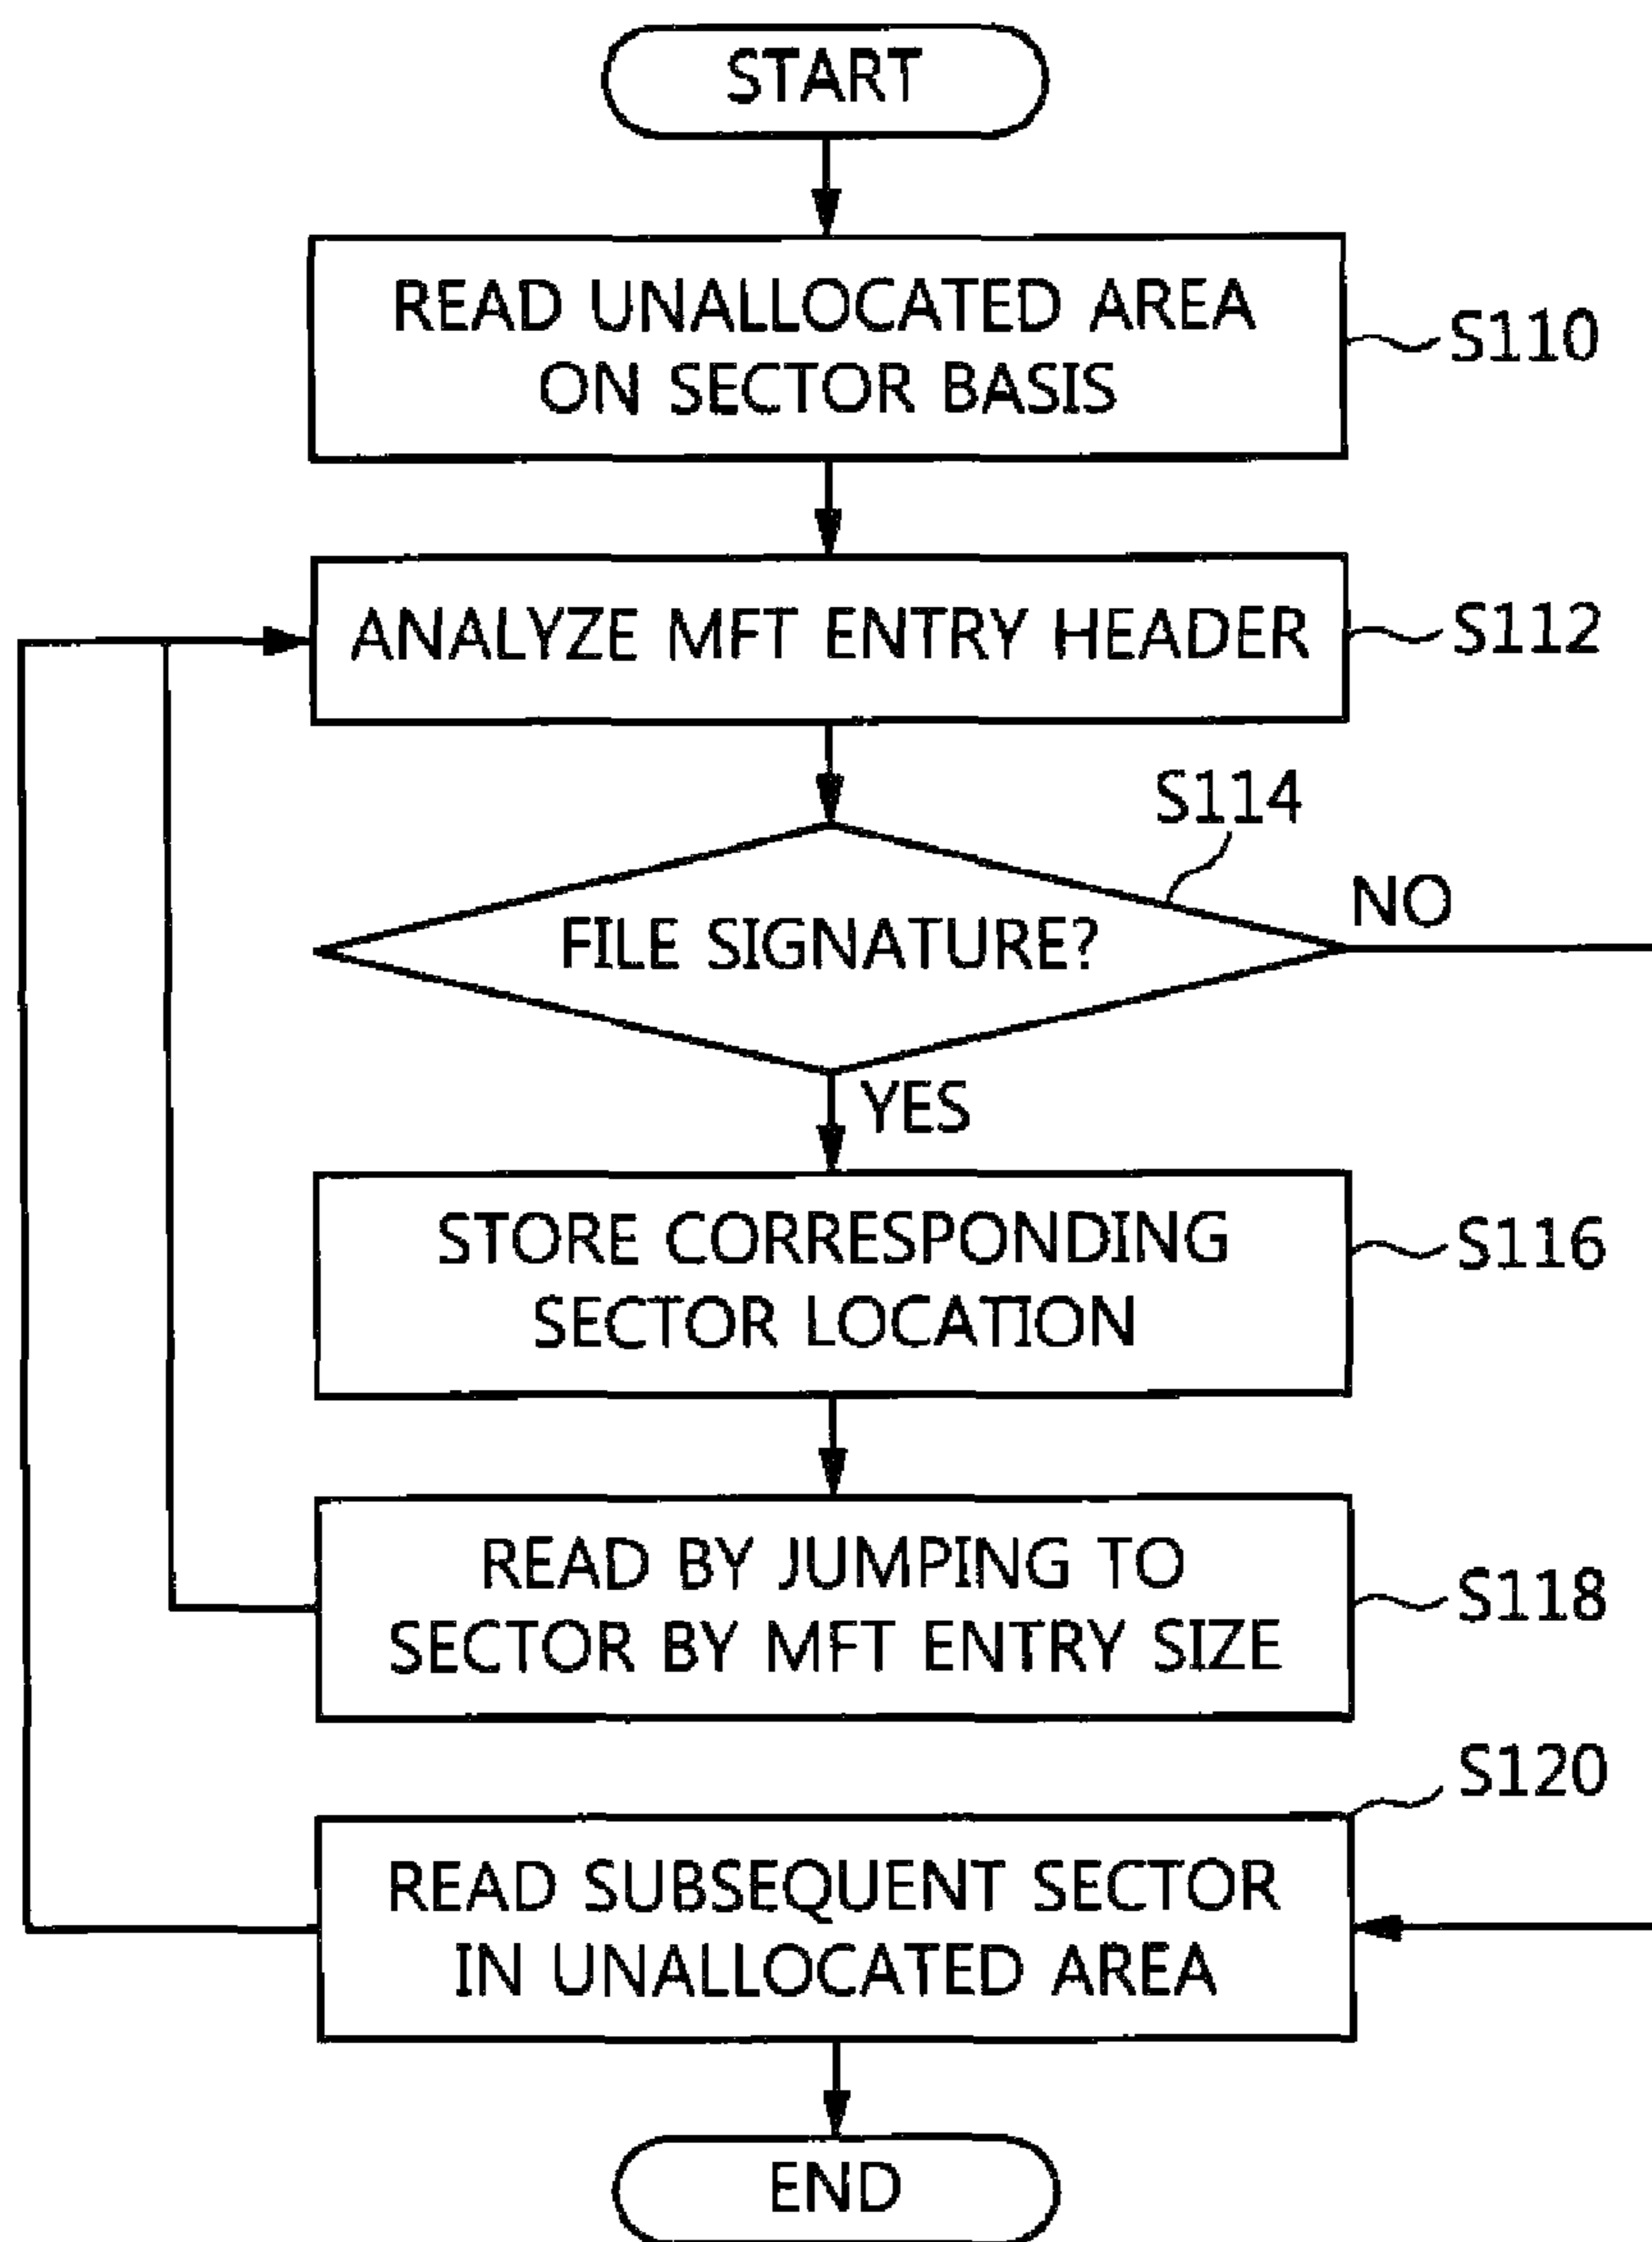 START
READ UNALLOCATED AREA
ON SECTOR BASIS
S110
ANALYZE MFT ENTRY HEADER
S112
S114
FILE SIGNATURE?
NO
YES
STORE CORRESPONDING
SECTOR LOCATION
S116
READ BY JUMPING TO
SECTOR BY MFT ENTRY SIZE
S118
S120
READ SUBSEQUENT SECTOR
IN UNALLOCATED AREA
END